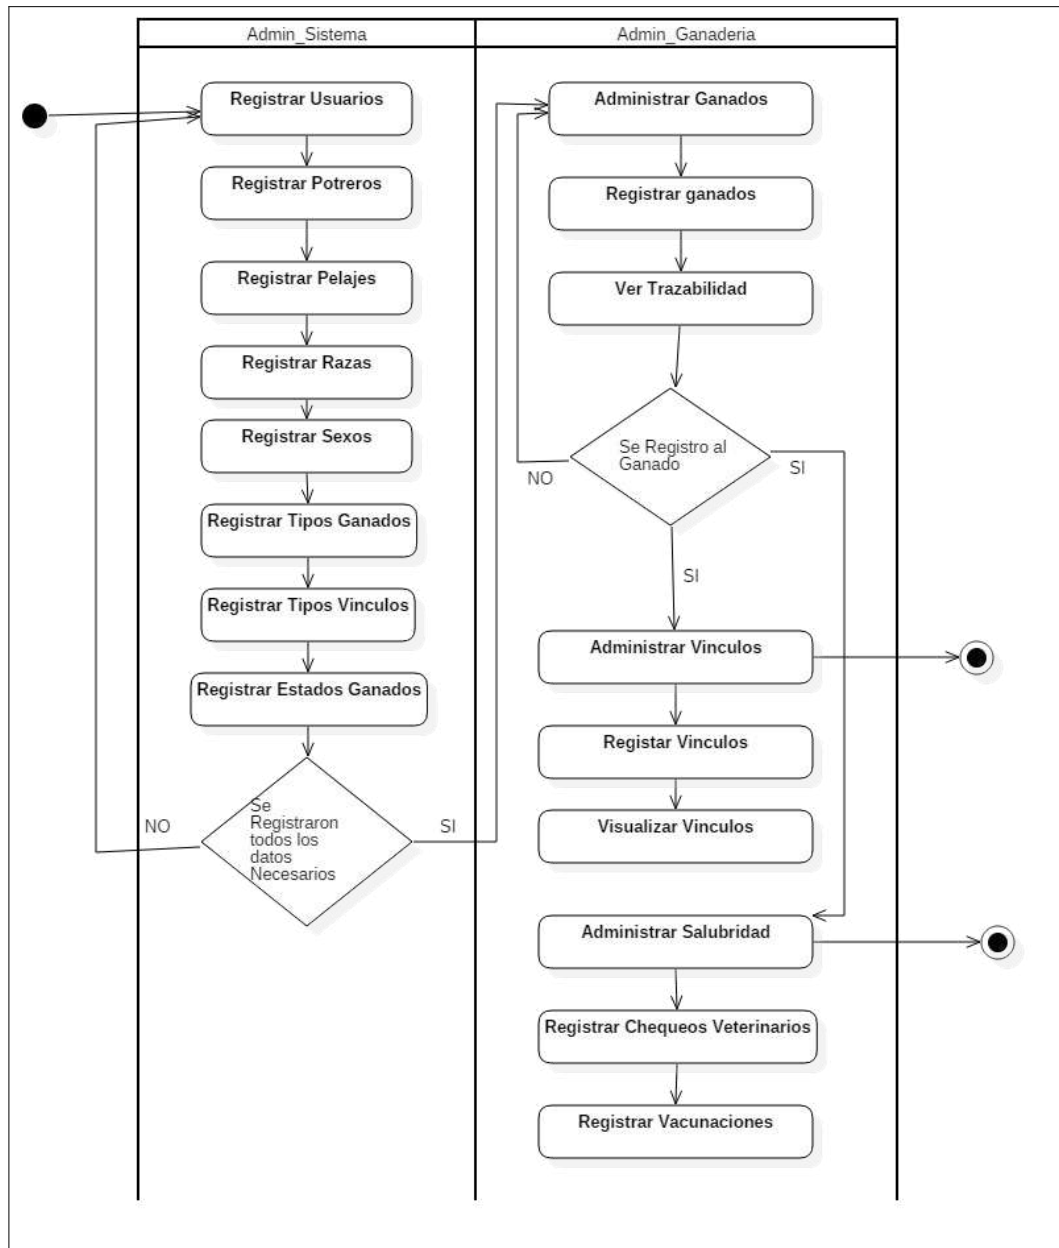 Admin_Sistema
Admin_Ganaderia
Registrar Usuarios
Registrar Potreros
Registrar Pelajes
Registrar Razas
Registrar Sexos
Registrar Tipos Ganados
Registrar Tipos Vinculos
Registrar Estados Ganados
Se
Registraron
todos los
datos
Necesarios
NO
SI
Administrar Ganados
Registrar ganados
Ver Trazabilidad
Se Registro al
Ganado
NO
SI
SI
Administrar Vinculos
Registar Vinculos
Visualizar Vinculos
Administrar Salubridad
Registrar Chequeos Veterinarios
Registrar Vacunaciones